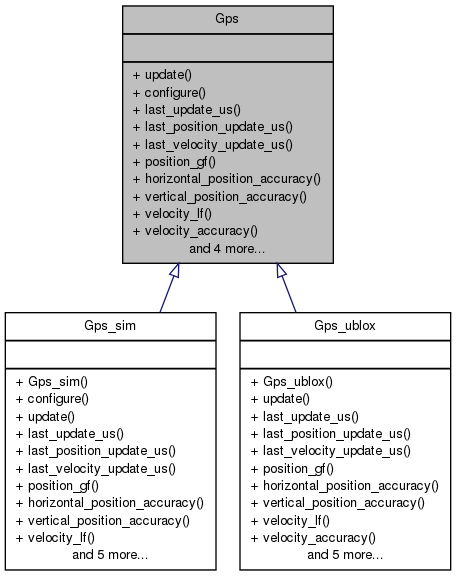 Gps
+ update()
+ configure()
+ last_update_us()
+ last_position_update_us()
+ last_velocity_update_us()
+ position_gf()
+ horizontal_position_accuracy()
+ vertical_position_accuracy()
+ velocity_lf()
+ velocity_accuracy()
and 4 more...
Gps_sim
+ Gps_sim()
+ configure()
+ update()
+ last_update_us()
+ last_position_update_us()
+ last_velocity_update_us()
+ position_gf()
+ horizontal_position_accuracy()
+ vertical_position_accuracy()
+ velocity_lf()
and 5 more...
Gps_ublox
+ Gps_ublox()
+ update()
+ last_update_us()
+ last_position_update_us()
+ last_velocity_update_us()
+ position_gf()
+ horizontal_position_accuracy()
+ vertical_position_accuracy()
+ velocity_lf()
+ velocity_accuracy()
and 5 more...